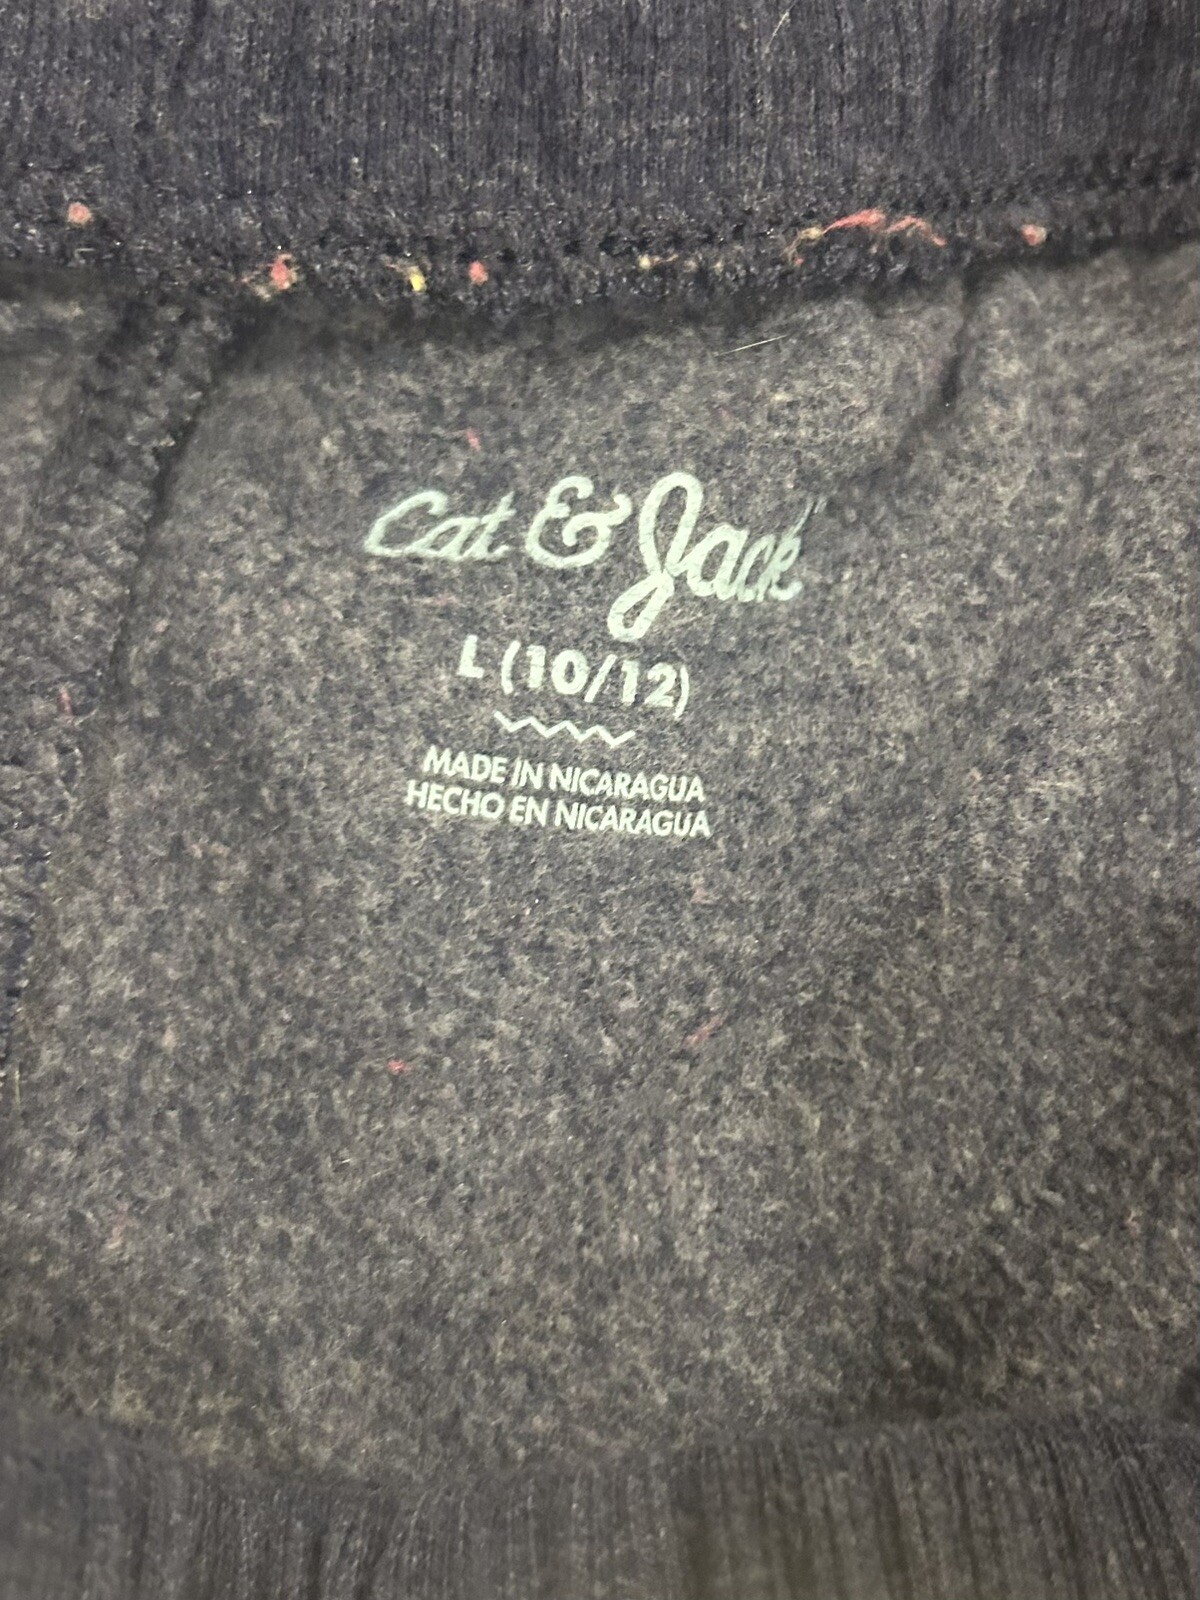 Cat & Jack
L (10/12)
MADE IN NICARAGUA
HECHO EN NICARAGUA